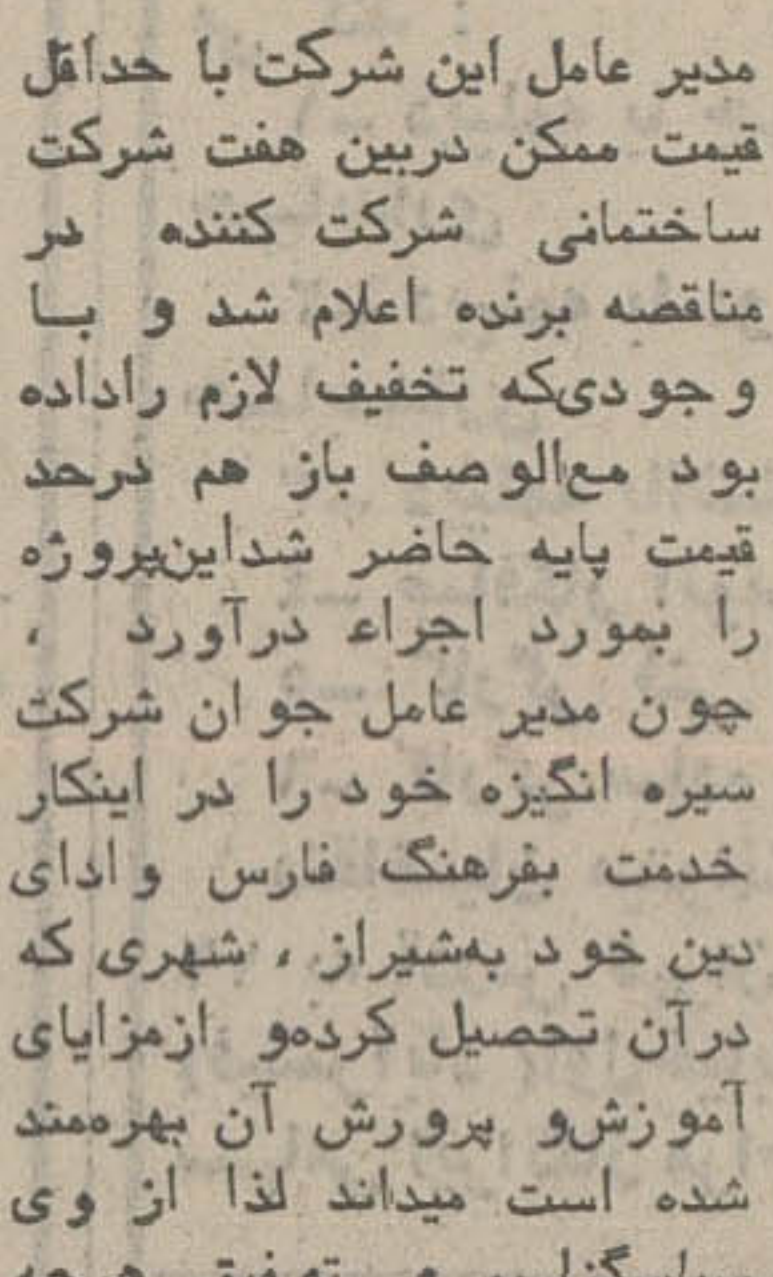 مدیر عامل این شرکت با حداقل
قیمت ممکن دربین هفت شرکت
ساختمانی شرکت کننده در
مناقصه برنده اعلام شد و با
وجودی‌که تخفیف لازم راداده
بود مع‌الوصف باز هم درحد
قیمت پایه حاضر شداین‌پروژه
را بمورد اجراء درآورد ،
چون مدیر عامل جوان شرکت
سیره انگیزه خود را در اینکار
خدمت بفرهنگ فارس و ادای
دین خود به‌شیراز ، شهری که
درآن تحصیل کرده‌و ازمزایای
آموزش‌و پرورش آن بهره‌مند
شده است میداند لذا از وی